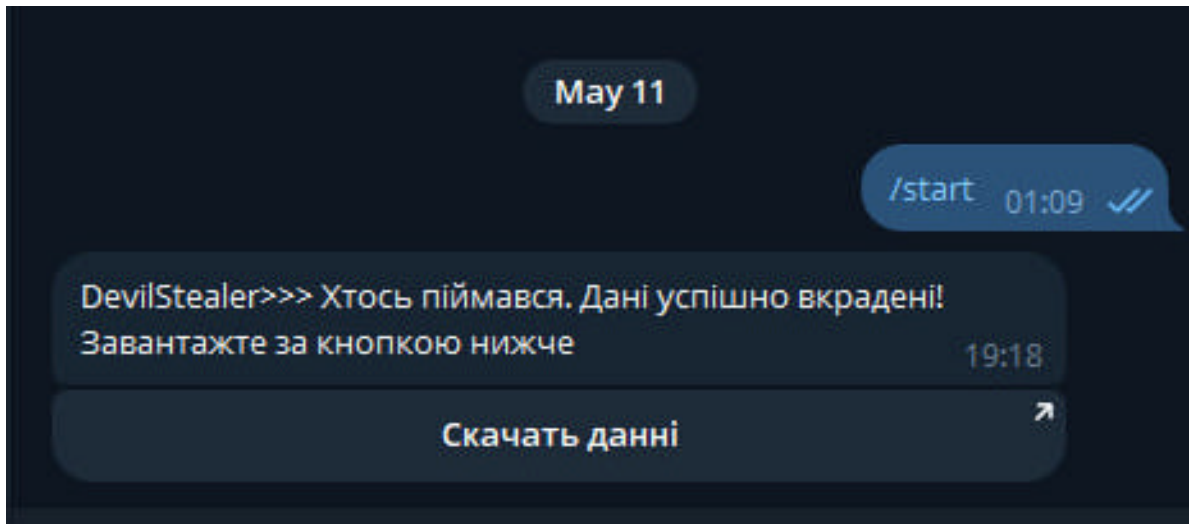 May 11
/start 01:09
DevilStealer>>> Хтось піймався. Дані успішно вкрадені!
Завантажте за кнопкою нижче
19:18
Скачать данні